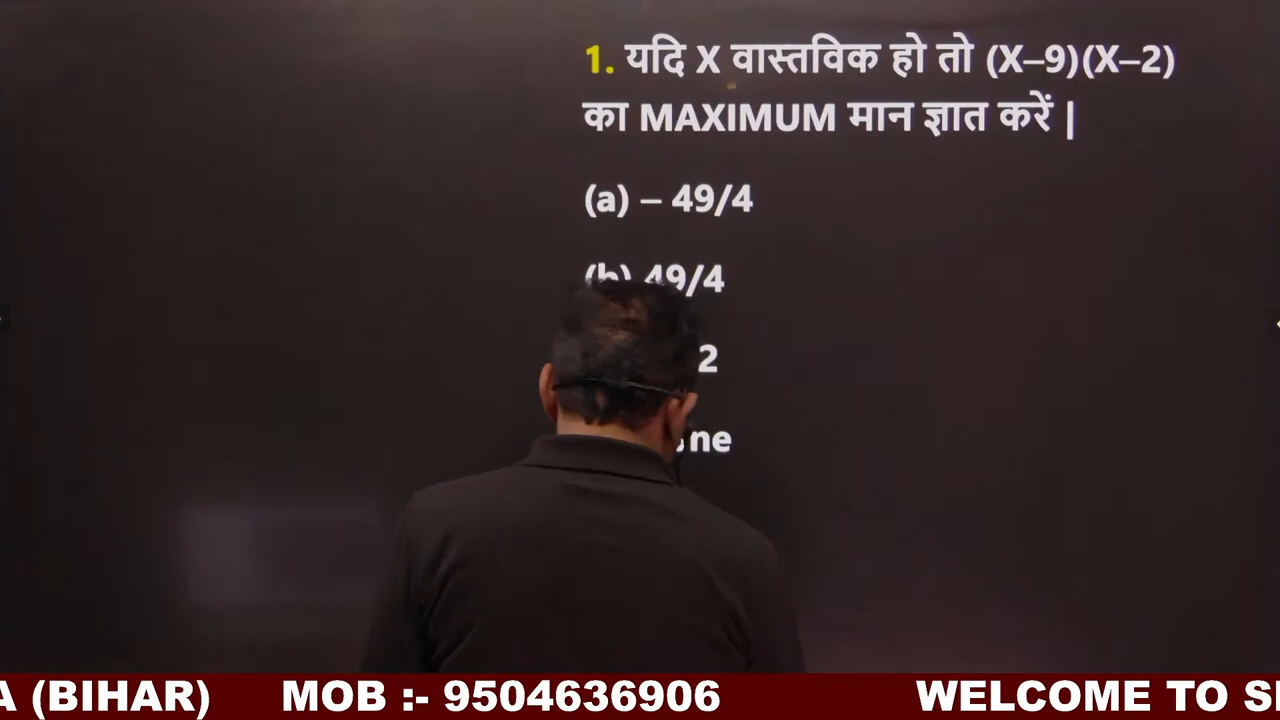 1. यदि X वास्तविक हो तो (X–9)(X–2)
का MAXIMUM मान ज्ञात करें |
(a) – 49/4
(b) 49/4
2
ne
A (BIHAR) MOB :- 9504636906 WELCOME TO